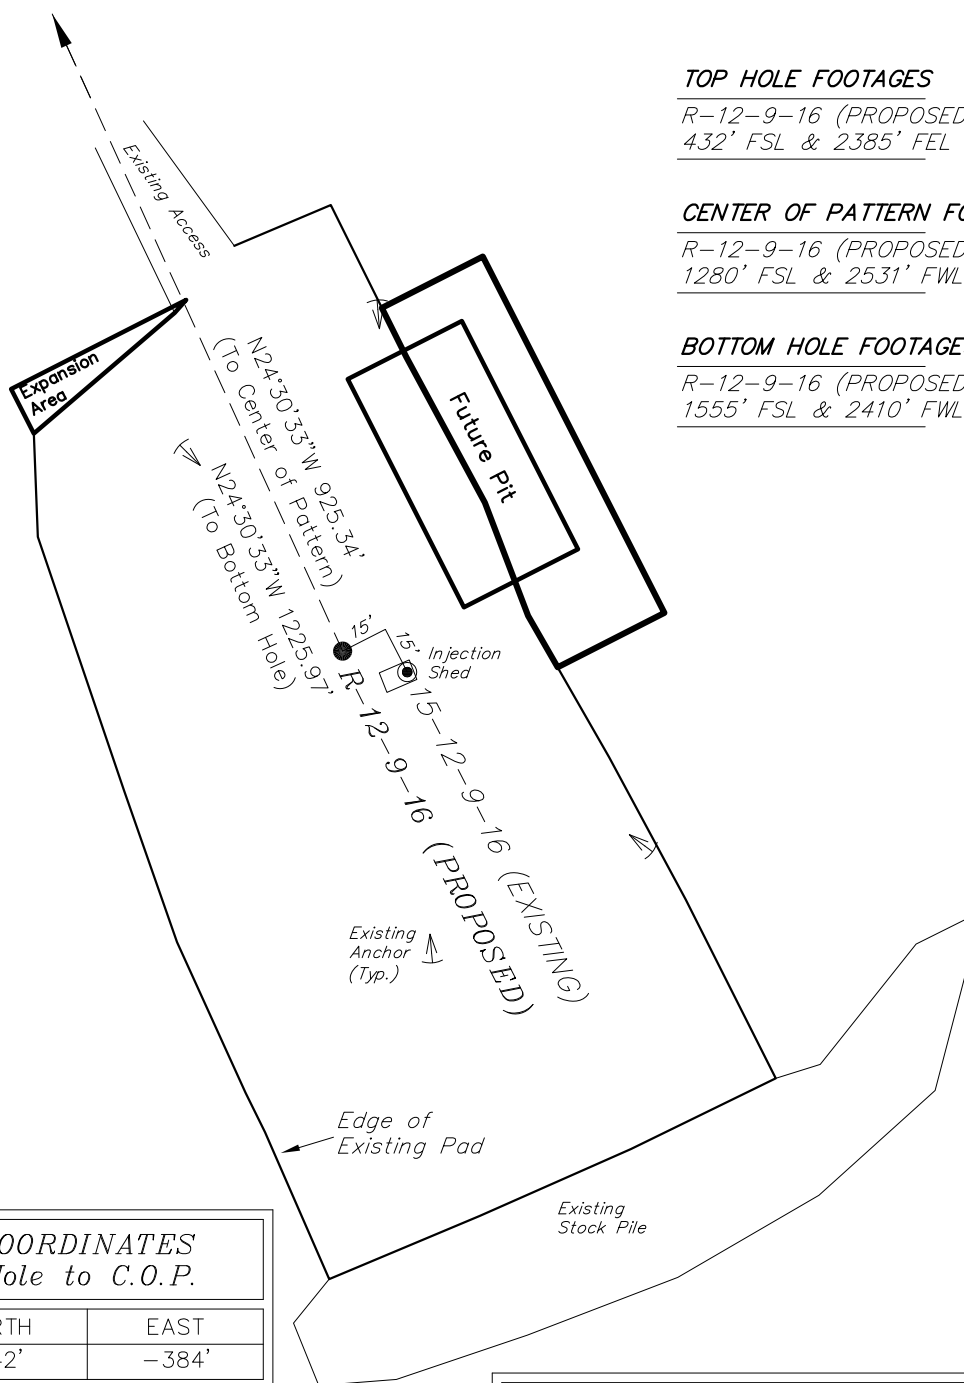 TOP HOLE FOOTAGES
R-12-9-16 (PROPOSED
432' FSL & 2385' FEL
CENTER OF PATTERN FO
R-12-9-16 (PROPOSED
1280' FSL & 2531' FWL
BOTTOM HOLE FOOTAGE
R-12-9-16 (PROPOSED
1555' FSL & 2410' FWL
Existing Access
Expansion
Area
N24°30'33"W 925.34'
(To Center of Pattern)
N24°30'33"W 1225.97'
(To Bottom Hole)
Future Pit
15'
15'
Injection
Shed
R-12-9-16 (PROPOSED)
15-12-9-16 (EXISTING)
Existing
Anchor
(Typ.)
Edge of
Existing Pad
Existing
Stock Pile
OORDINATES
Hole to C.O.P.
RTH EAST
2' -384'